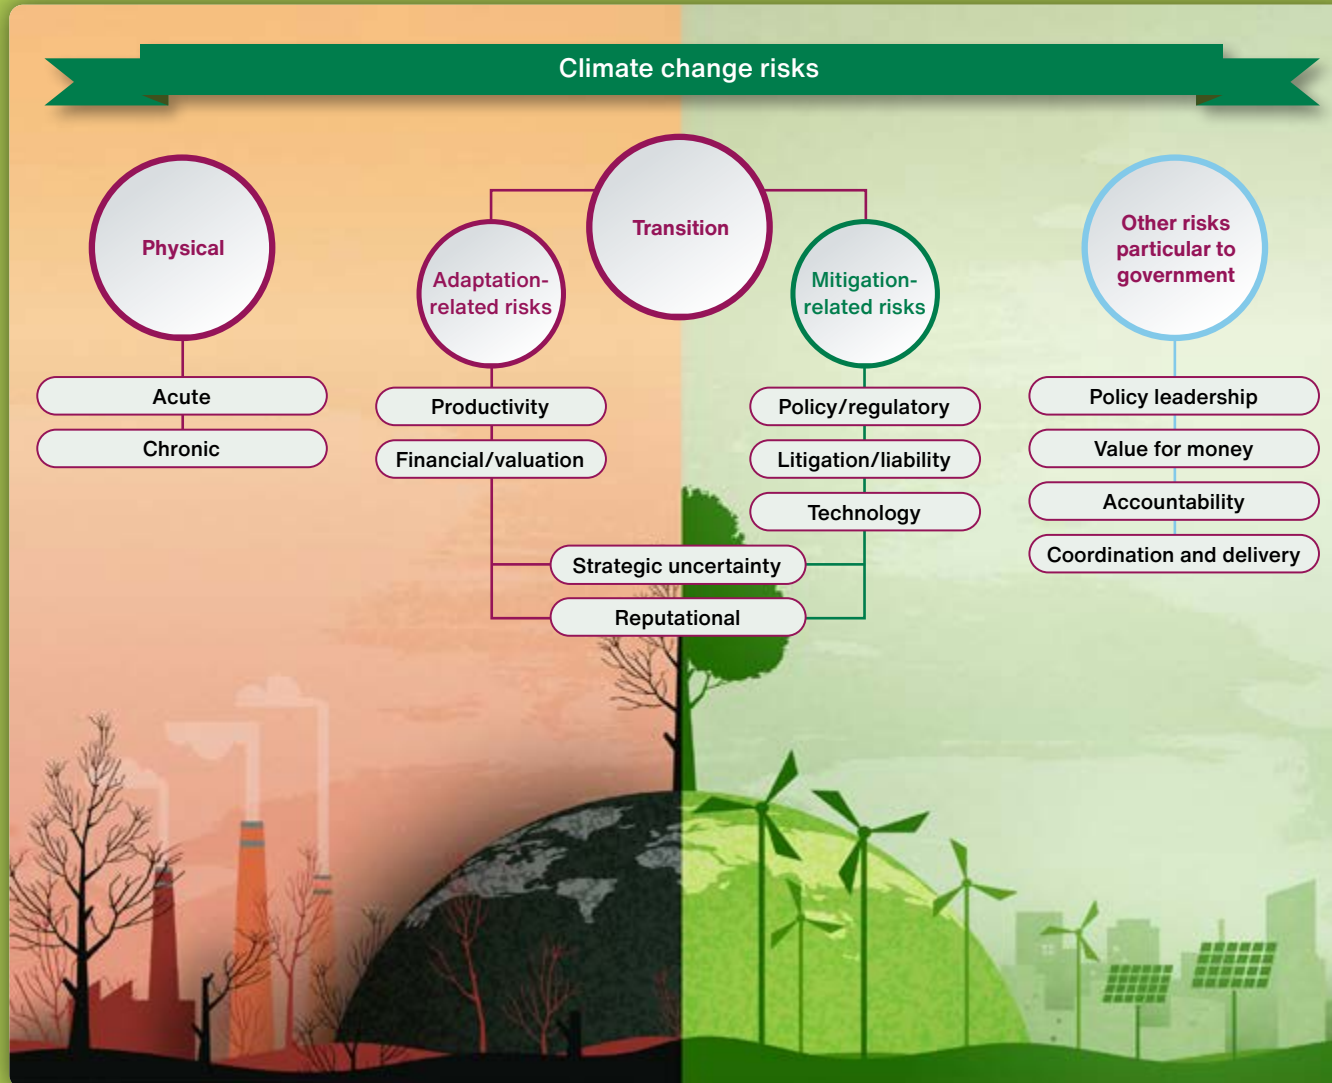 Climate change risks
Physical
Acute
Chronic
Transition
Adaptation-
related risks
Productivity
Financial/valuation
Mitigation-
related risks
Policy/regulatory
Litigation/liability
Technology
Strategic uncertainty
Reputational
Other risks
particular to
government
Policy leadership
Value for money
Accountability
Coordination and delivery